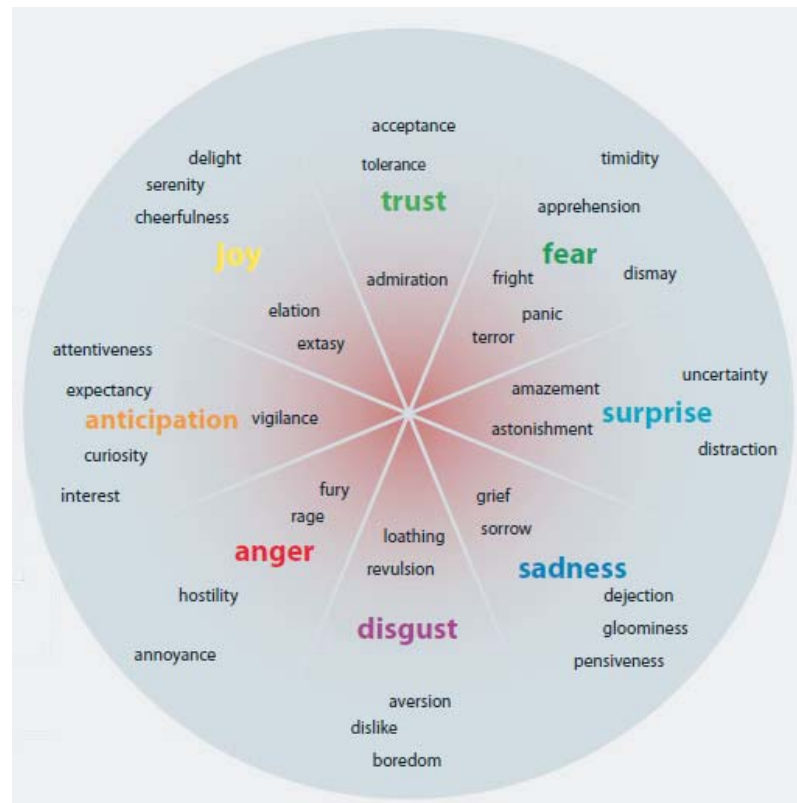 acceptance
tolerance
trust
admiration
timidity
apprehension
fear
dismay
fright
panic
terror
uncertainty
amazement
surprise
astonishment
distraction
grief
sorrow
sadness
dejection
gloominess
pensiveness
loathing
revulsion
disgust
aversion
dislike
boredom
fury
rage
anger
hostility
annoyance
attentiveness
expectancy
anticipation
vigilance
curiosity
interest
delight
serenity
cheerfulness
joy
elation
extasy